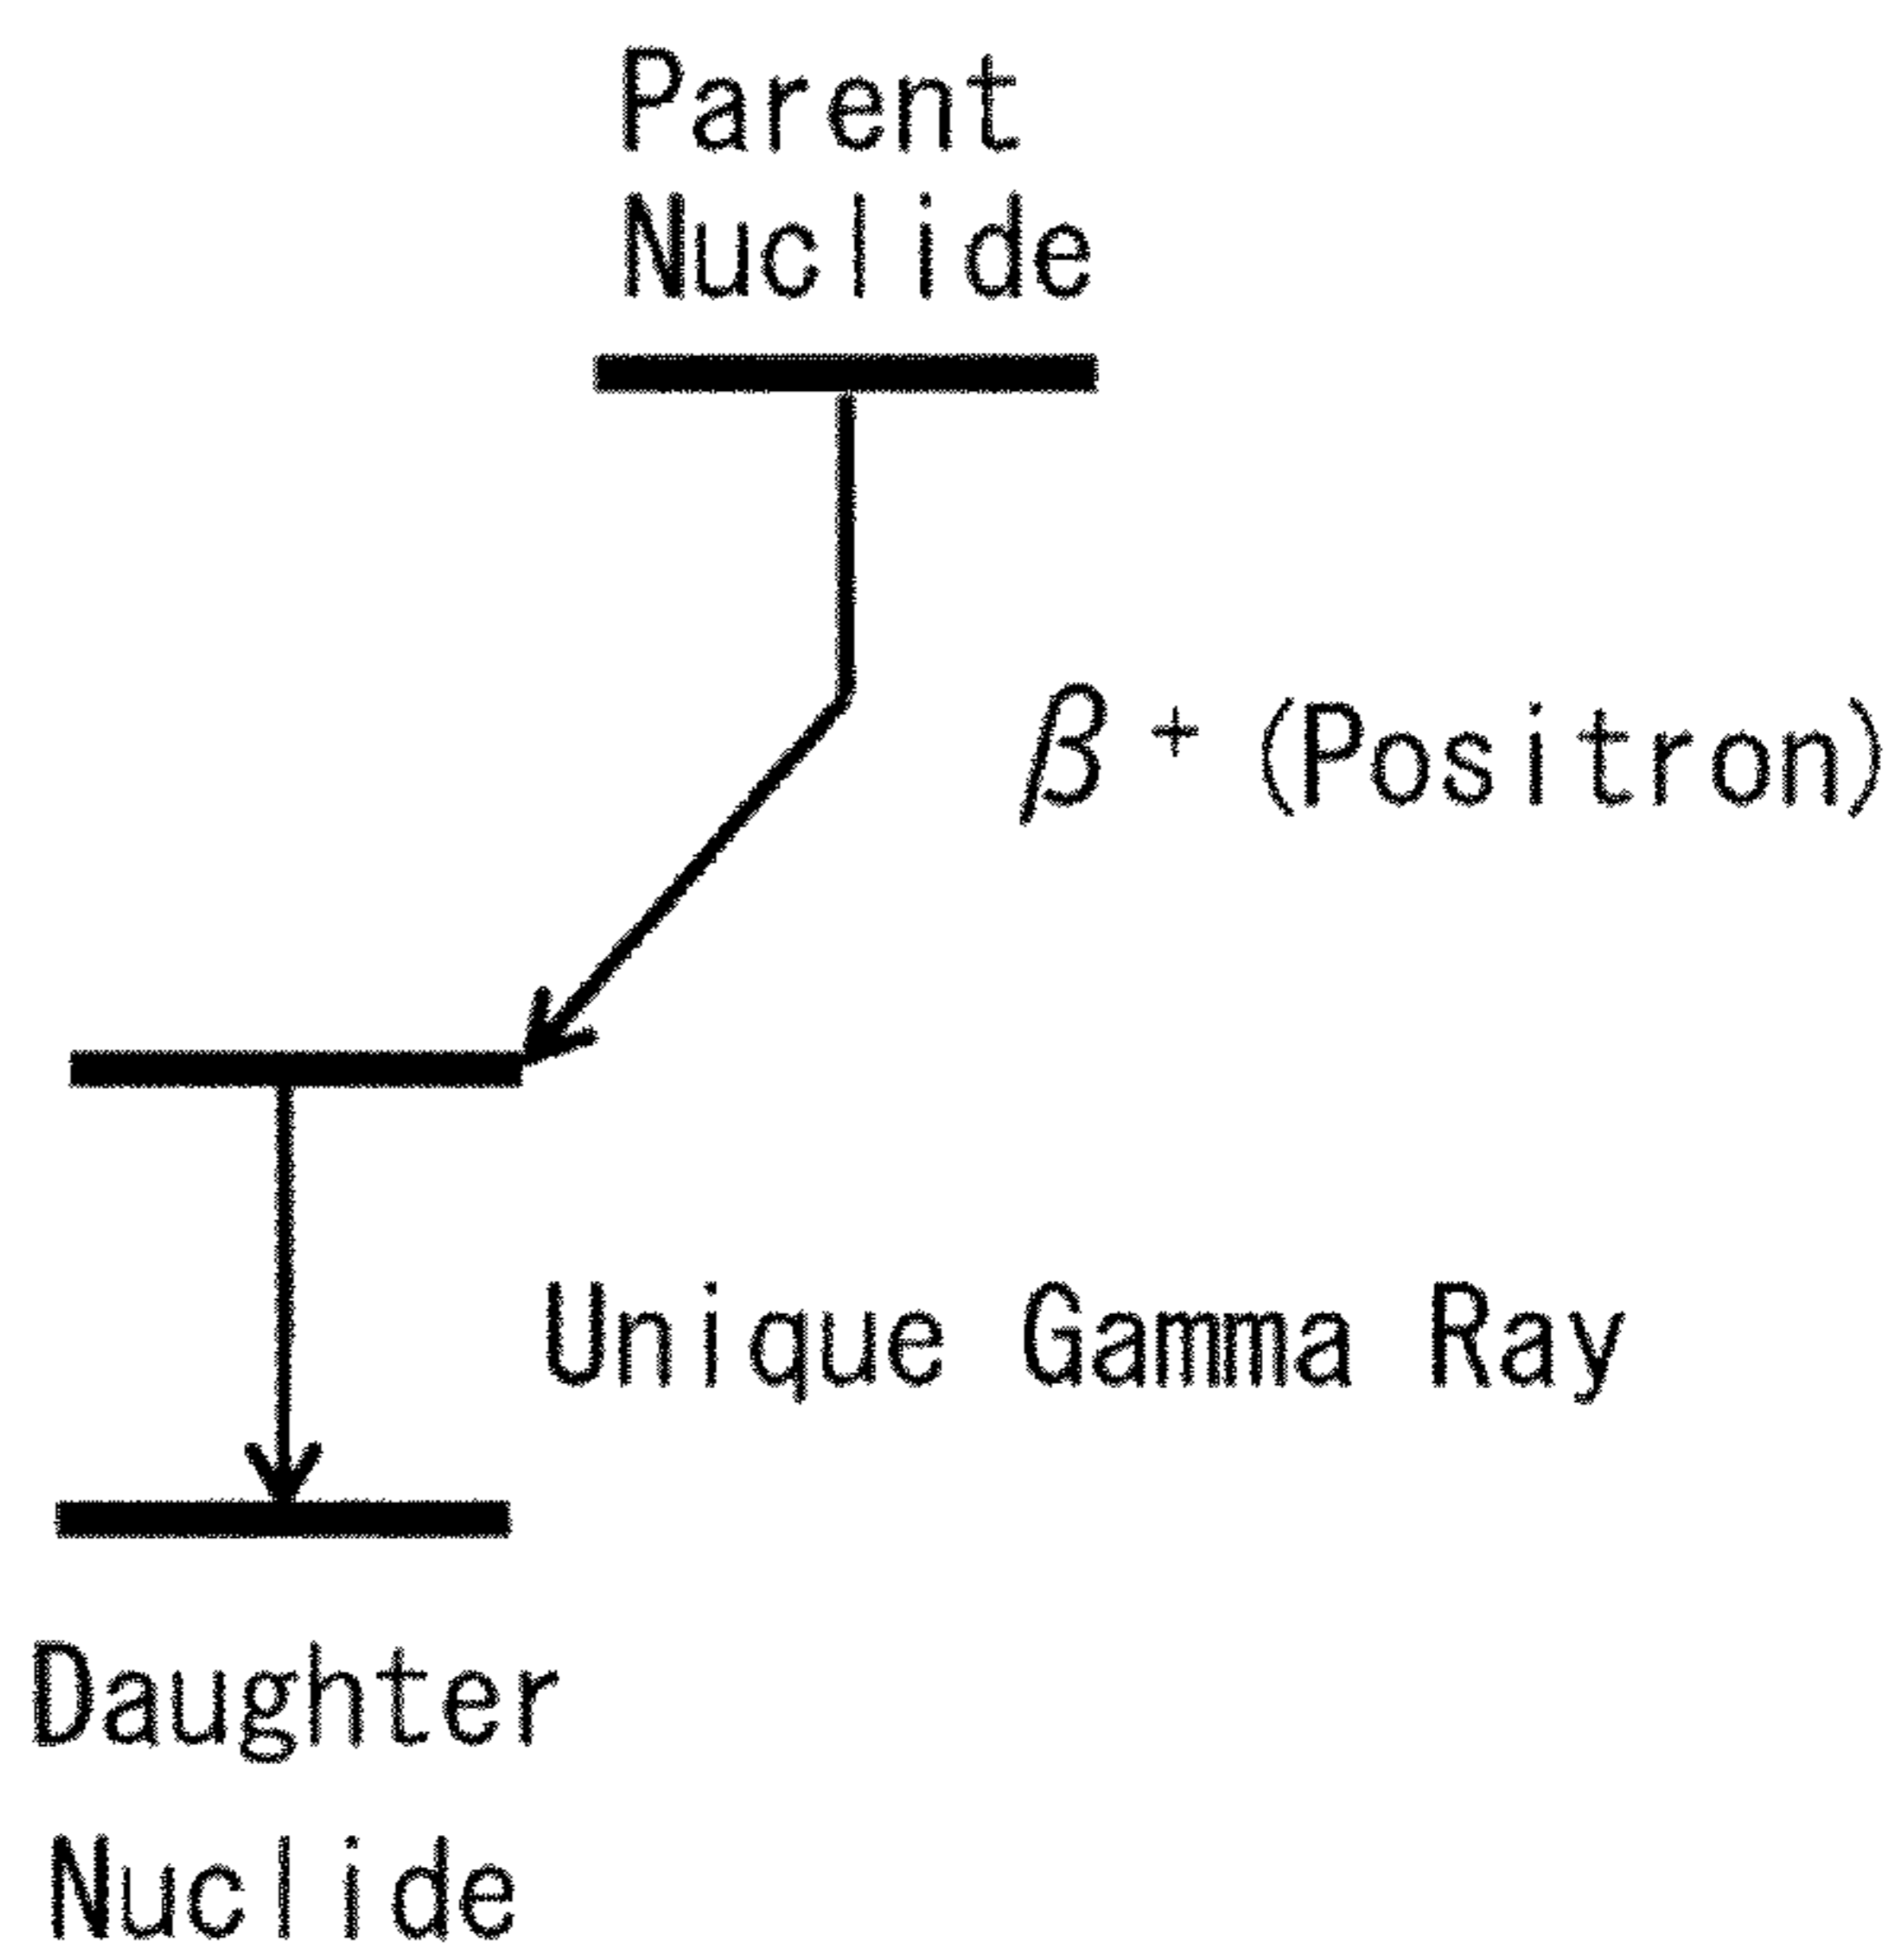 Parent
Nuclide
β+ (Positron)
Unique Gamma Ray
Daughter
Nuclide